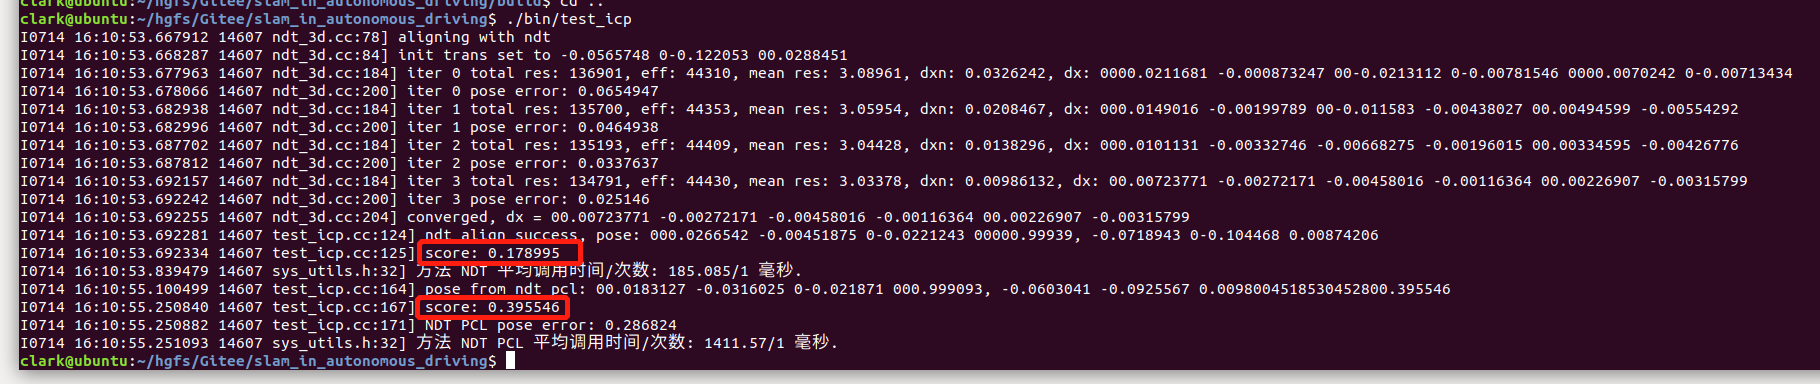 clark@ubuntu:~/hgfs/Gitee/slam_in_autonomous_driving/build$ cd ..
clark@ubuntu:~/hgfs/Gitee/slam_in_autonomous_driving$ ./bin/test_icp
I0714 16:10:53.667912 14607 ndt_3d.cc:78] aligning with ndt
I0714 16:10:53.668287 14607 ndt_3d.cc:84] init trans set to -0.0565748 0-0.122053 00.0288451
I0714 16:10:53.677963 14607 ndt_3d.cc:184] iter 0 total res: 136901, eff: 44310, mean res: 3.08961, dxn: 0.0326242, dx: 0000.0211681 -0.000873247 00-0.0213112 0-0.00781546 0000.0070242 0-0.00713434
I0714 16:10:53.678066 14607 ndt_3d.cc:200] iter 0 pose error: 0.0654947
I0714 16:10:53.682938 14607 ndt_3d.cc:184] iter 1 total res: 135700, eff: 44353, mean res: 3.05954, dxn: 0.0208467, dx: 000.0149016 -0.00199789 00-0.011583 -0.00438027 00.00494599 -0.00554292
I0714 16:10:53.682996 14607 ndt_3d.cc:200] iter 1 pose error: 0.0464938
I0714 16:10:53.687702 14607 ndt_3d.cc:184] iter 2 total res: 135193, eff: 44409, mean res: 3.04428, dxn: 0.0138296, dx: 000.0101131 -0.00332746 -0.00668275 -0.00196015 00.00334595 -0.00426776
I0714 16:10:53.687812 14607 ndt_3d.cc:200] iter 2 pose error: 0.0337637
I0714 16:10:53.692157 14607 ndt_3d.cc:184] iter 3 total res: 134791, eff: 44430, mean res: 3.03378, dxn: 0.00986132, dx: 00.00723771 -0.00272171 -0.00458016 -0.00116364 00.00226907 -0.00315799
I0714 16:10:53.692242 14607 ndt_3d.cc:200] iter 3 pose error: 0.025146
I0714 16:10:53.692255 14607 ndt_3d.cc:204] converged, dx = 00.00723771 -0.00272171 -0.00458016 -0.00116364 00.00226907 -0.00315799
I0714 16:10:53.692281 14607 test_icp.cc:124] ndt align success, pose: 000.0266542 -0.00451875 0-0.0221243 00000.99939, -0.0718943 0-0.104468 0.00874206
I0714 16:10:53.692334 14607 test_icp.cc:125] score: 0.178995
I0714 16:10:53.839479 14607 sys_utils.h:32] 方法 NDT 平均调用时间/次数: 185.085/1 毫秒.
I0714 16:10:55.100499 14607 test_icp.cc:164] pose from ndt pcl: 00.0183127 -0.0316025 0-0.021871 000.999093, -0.0603041 -0.0925567 0.0098004518530452800.395546
I0714 16:10:55.250840 14607 test_icp.cc:167] score: 0.395546
I0714 16:10:55.250882 14607 test_icp.cc:171] NDT PCL pose error: 0.286824
I0714 16:10:55.251093 14607 sys_utils.h:32] 方法 NDT PCL 平均调用时间/次数: 1411.57/1 毫秒.
clark@ubuntu:~/hgfs/Gitee/slam_in_autonomous_driving$